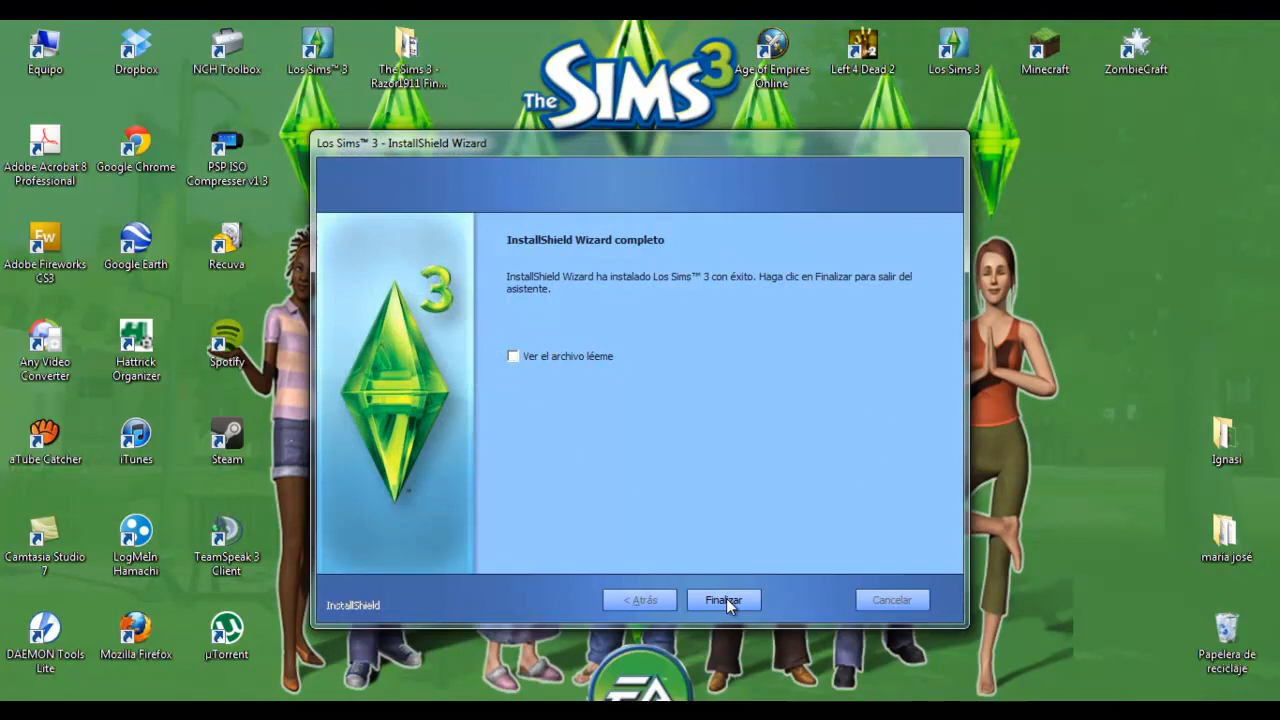 Equipo
Dropbox
NCH Toolbox
Los Sims™ 3
The Sims 3 -
Razor1911 Fin...
The SIMS 3
Age of Empires
Online
Left 4 Dead 2
2
Los Sims 3
Minecraft
ZombieCraft
Los Sims™ 3 - InstallShield Wizard
Adobe Acrobat 8
Professional
Google Chrome
PSP ISO
Compresser v1.3
InstallShield Wizard completo
InstallShield Wizard ha instalado Los Sims™ 3 con éxito. Haga clic en Finalizar para salir del
asistente.
3
Fw
Adobe Fireworks
CS3
Google Earth
Recuva
Ver el archivo léeme
Any Video
Converter
Hattrick
Organizer
Spotify
aTube Catcher
iTunes
Steam
Ignasi
Camtasia Studio
7
LogMeIn
Hamachi
TeamSpeak 3
Client
maria josé
InstallShield
< Atrás
Finalizar
Cancelar
DAEMON Tools
Lite
Mozilla Firefox
µTorrent
Papelera de
reciclaje
EA